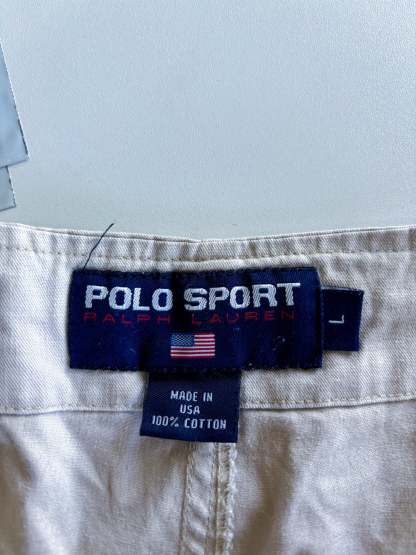 POLO SPORT
RALPH LAUREN
L
MADE IN
USA
100% COTTON